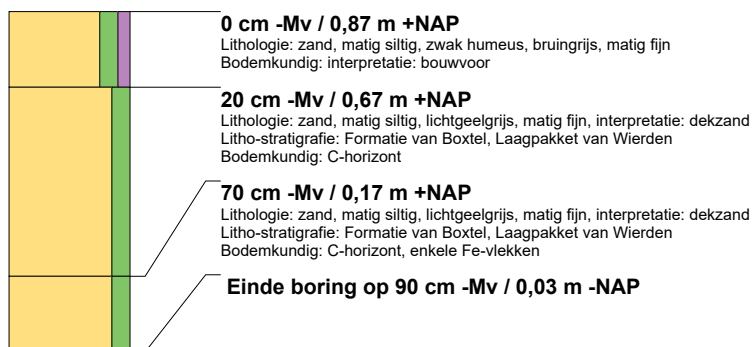 0 cm -Mv / 0,87 m +NAP
Lithologie: zand, matig siltig, zwak humeus, bruingrijs, matig fijn
Bodemkundig: interpretatie: bouwvoor
20 cm -Mv / 0,67 m +NAP
Lithologie: zand, matig siltig, lichtgeelgrijs, matig fijn, interpretatie: dekzand
Litho-stratigrafie: Formatie van Boxtel, Laagpakket van Wierden
Bodemkundig: C-horizont
70 cm -Mv / 0,17 m +NAP
Lithologie: zand, matig siltig, lichtgeelgrijs, matig fijn, interpretatie: dekzand
Litho-stratigrafie: Formatie van Boxtel, Laagpakket van Wierden
Bodemkundig: C-horizont, enkele Fe-vlekken
Einde boring op 90 cm -Mv / 0,03 m -NAP